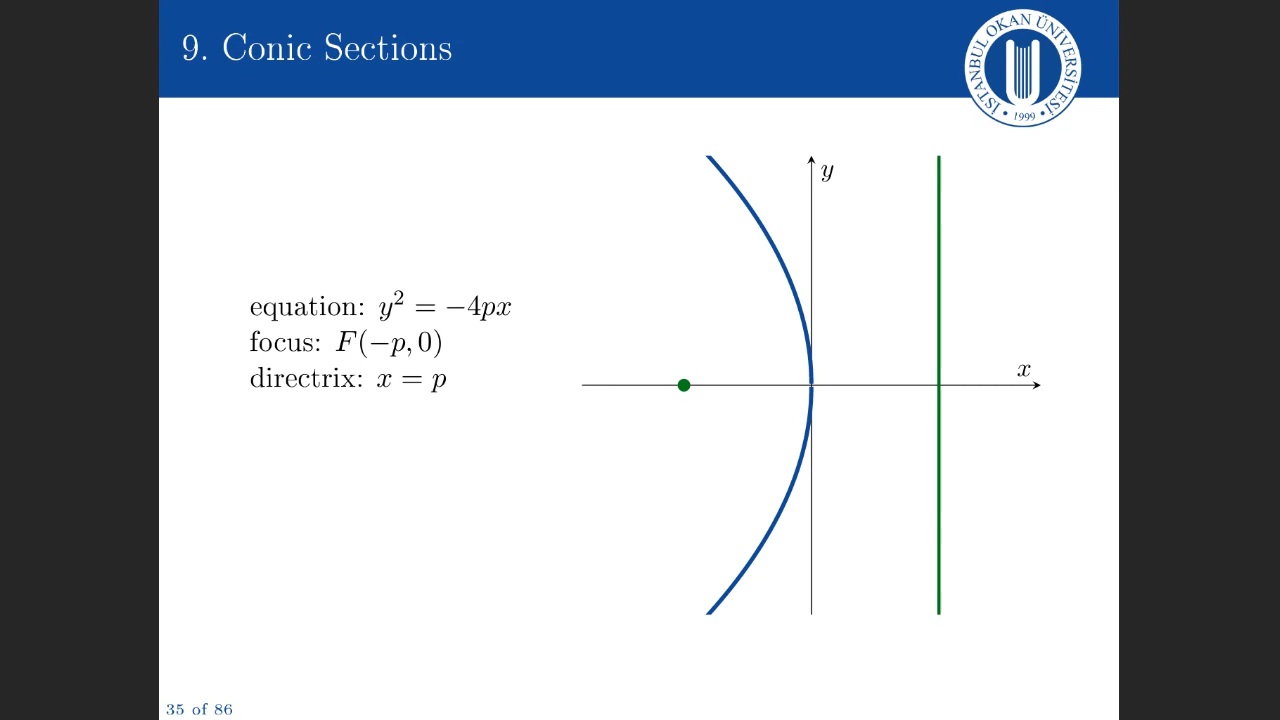 9. Conic Sections
İSTANBUL OKAN ÜNİVERSİTESİ
• 1999 •
y
equation: y² = −4px
focus: F(−p, 0)
directrix: x = p
x
35 of 86